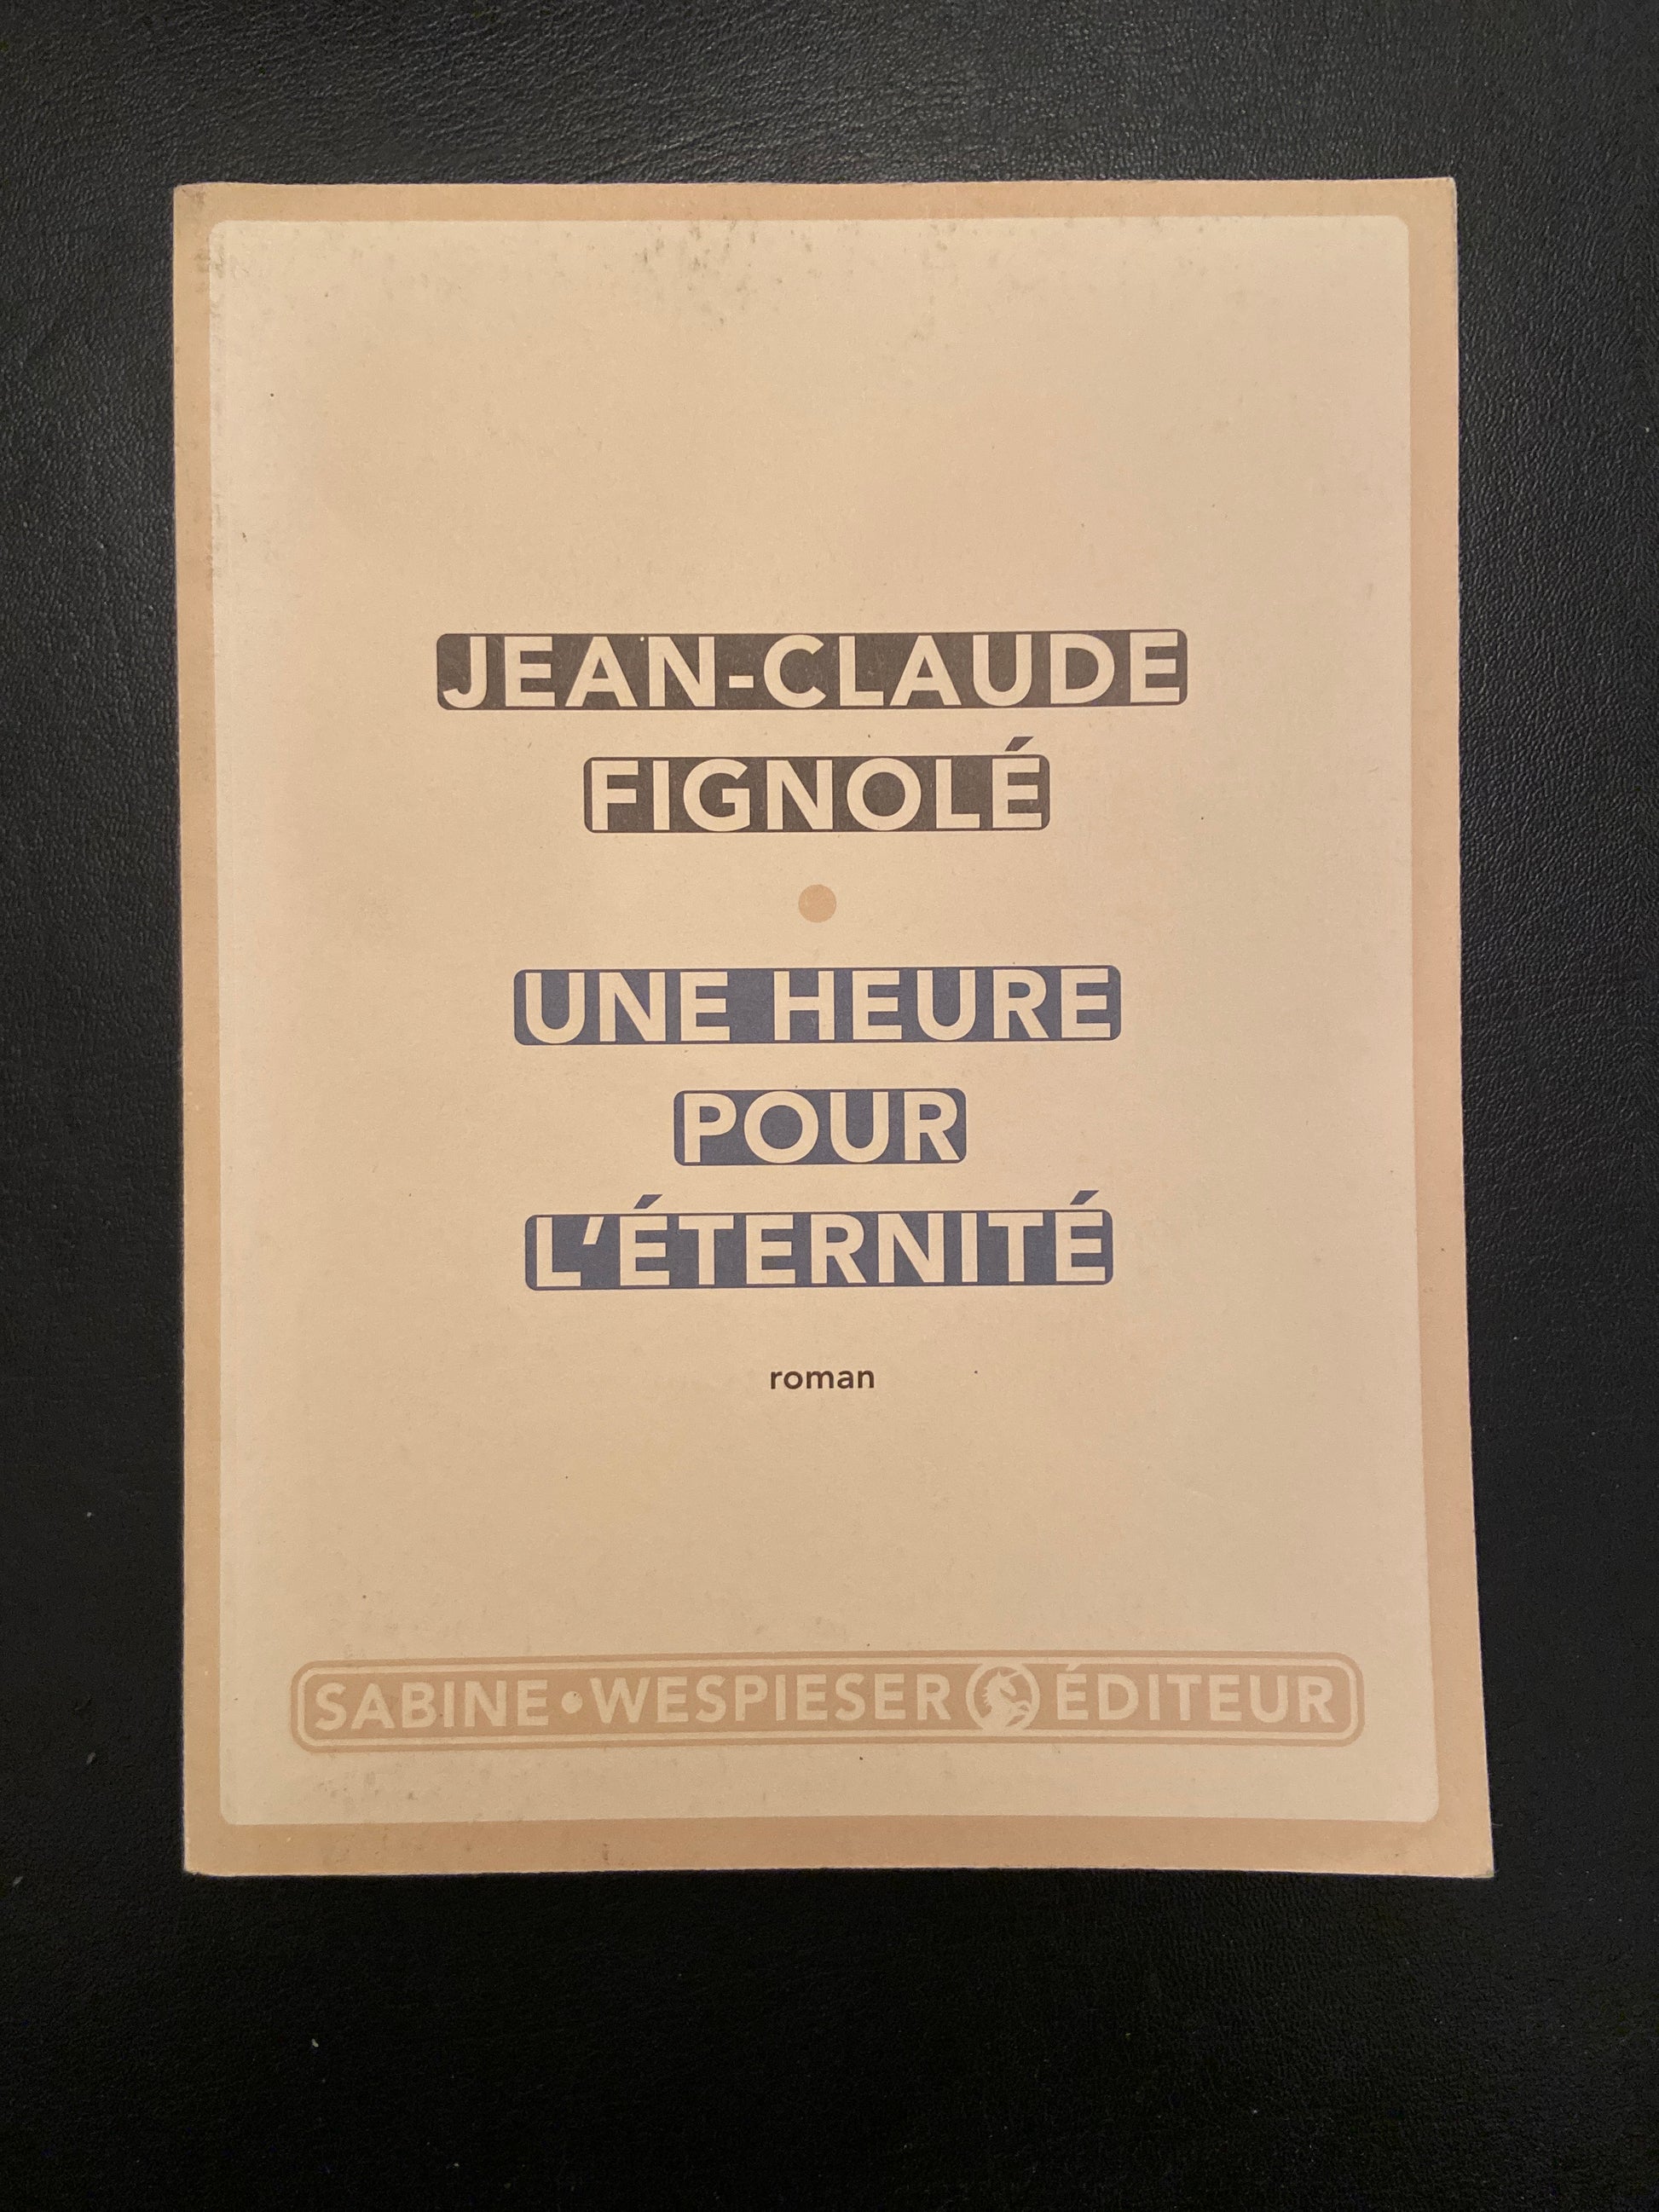 JEAN-CLAUDE
FIGNOLÉ
UNE HEURE
POUR
L'ÉTERNITÉ
roman
SABINE•WESPIESER ÉDITEUR